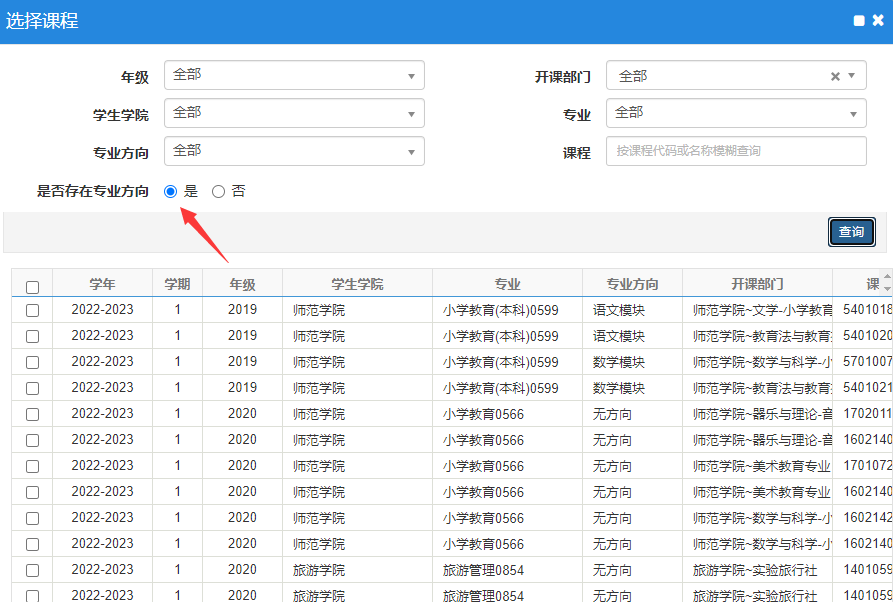 选择课程
年级 全部 开课部门 全部
学生学院 全部 专业 全部
专业方向 全部 课程 按课程代码或名称模糊查询
是否存在专业方向 是 否
查询
学年 学期 年级 学生学院 专业 专业方向 开课部门 课
2022-2023 1 2019 师范学院 小学教育(本科)0599 语文模块 师范学院~文学-小学教育 5401018
2022-2023 1 2019 师范学院 小学教育(本科)0599 语文模块 师范学院~教育法与教育 5401020
2022-2023 1 2019 师范学院 小学教育(本科)0599 数学模块 师范学院~数学与科学-小 5701007
2022-2023 1 2019 师范学院 小学教育(本科)0599 数学模块 师范学院~教育法与教育 5401021
2022-2023 1 2020 师范学院 小学教育0566 无方向 师范学院~器乐与理论-音 1702011
2022-2023 1 2020 师范学院 小学教育0566 无方向 师范学院~器乐与理论-音 1602140
2022-2023 1 2020 师范学院 小学教育0566 无方向 师范学院~美术教育专业 1701072
2022-2023 1 2020 师范学院 小学教育0566 无方向 师范学院~美术教育专业 1602140
2022-2023 1 2020 师范学院 小学教育0566 无方向 师范学院~数学与科学-小 1602142
2022-2023 1 2020 师范学院 小学教育0566 无方向 师范学院~数学与科学-小 1602140
2022-2023 1 2020 旅游学院 旅游管理0854 无方向 旅游学院~实验旅行社 1401059
2022-2023 1 2020 旅游学院 旅游管理0854 无方向 旅游学院~实验旅行社 1401059